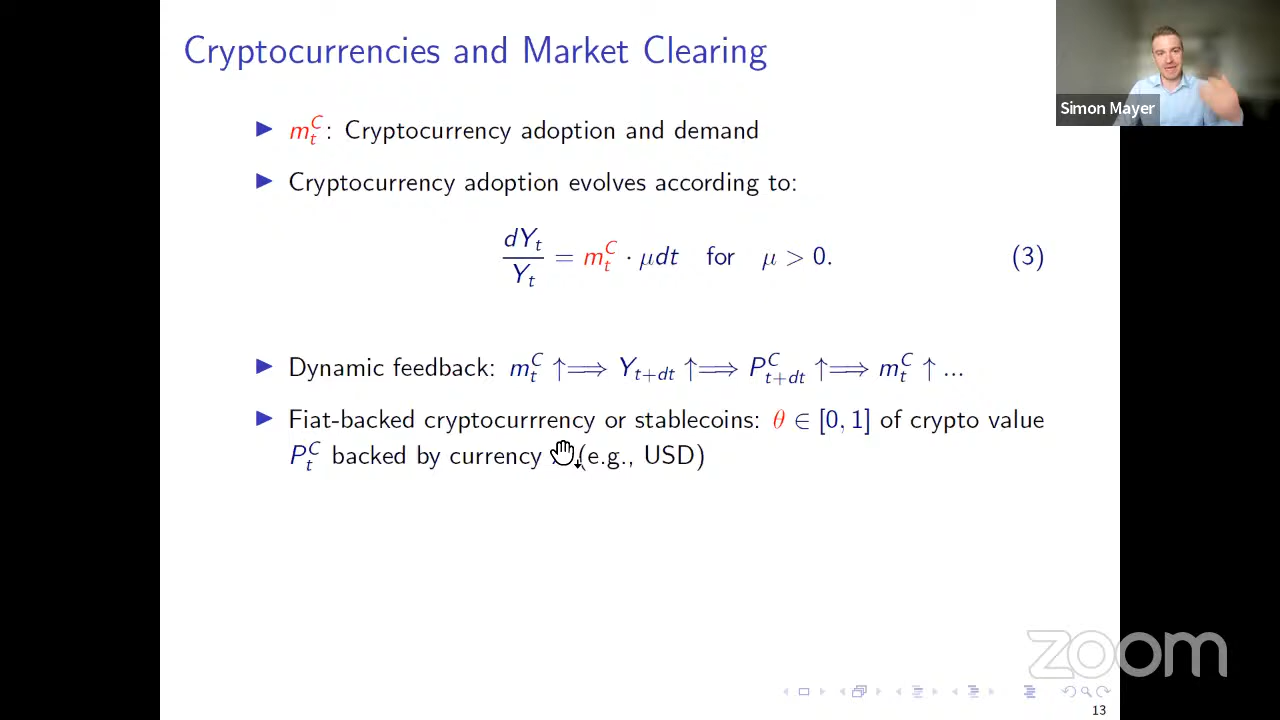 Cryptocurrencies and Market Clearing
Simon Mayer
▶ m_t^C: Cryptocurrency adoption and demand
▶ Cryptocurrency adoption evolves according to:
dY_t / Y_t = m_t^C · μdt for μ > 0. (3)
▶ Dynamic feedback: m_t^C ↑⟹ Y_{t+dt} ↑⟹ P_{t+dt}^C ↑⟹ m_t^C ↑ ...
▶ Fiat-backed cryptocurrrency or stablecoins: θ ∈ [0, 1] of crypto value
P_t^C backed by currency (e.g., USD)
zoom
13